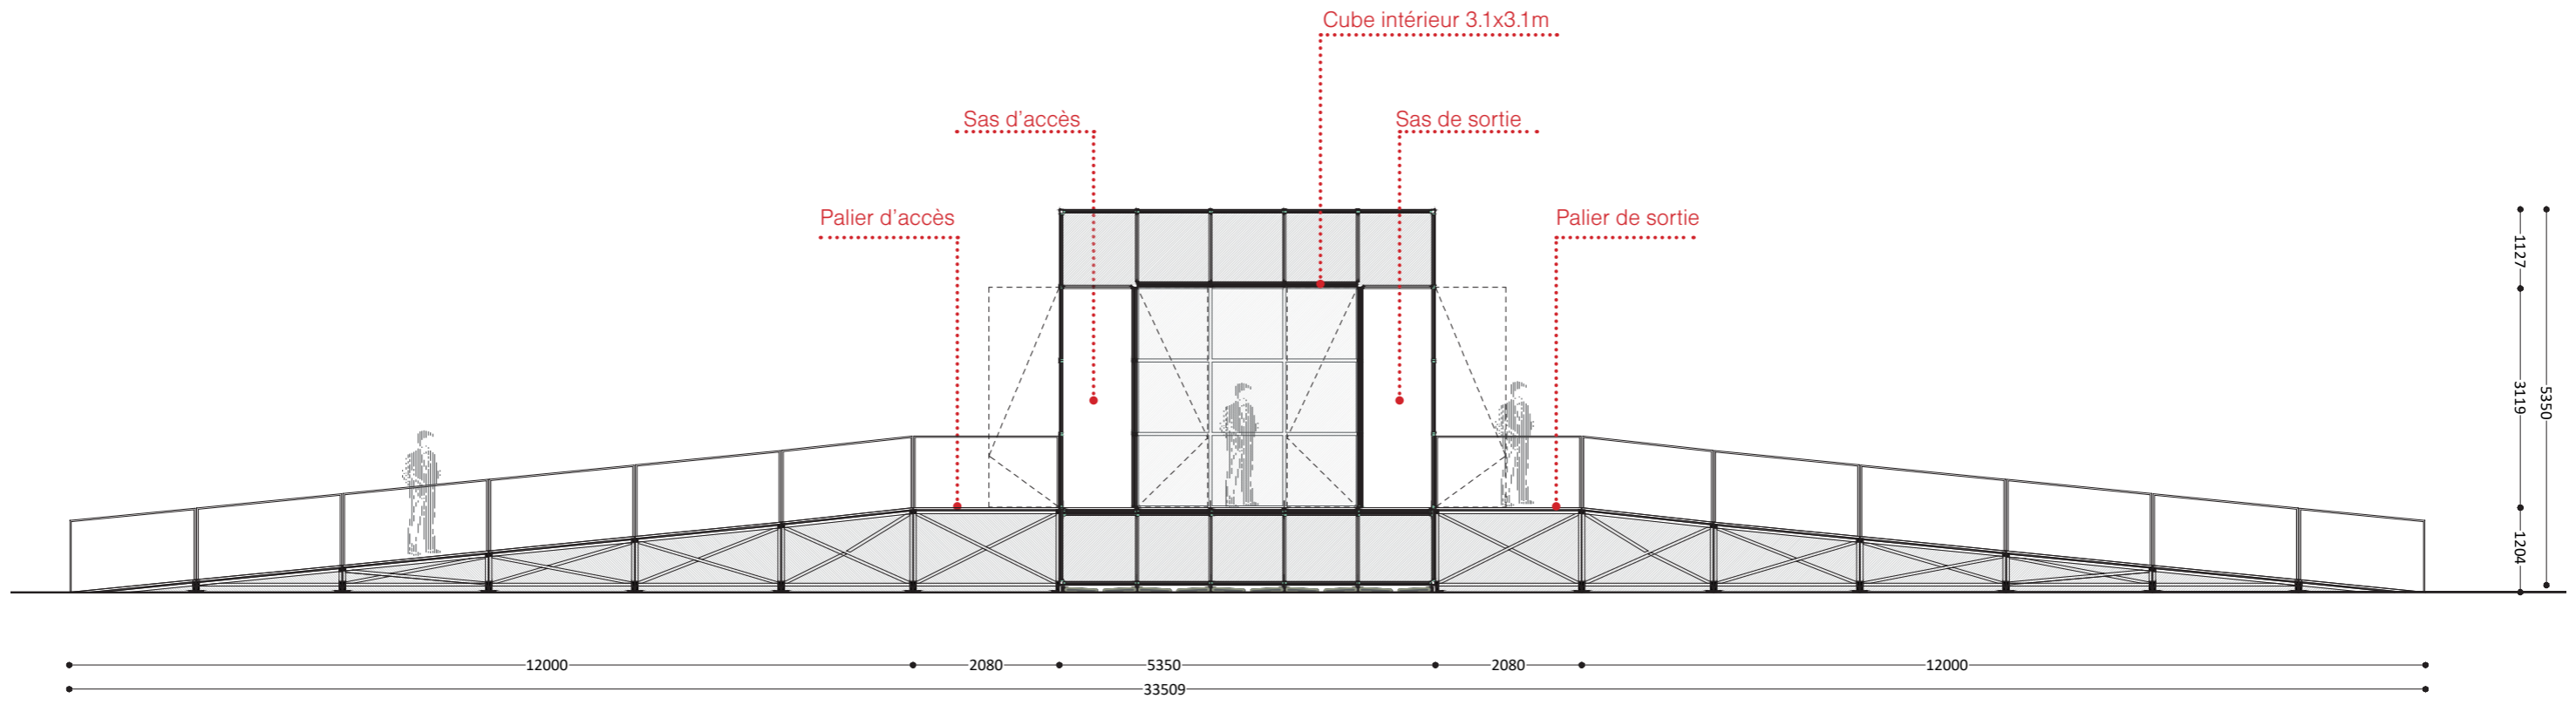 Cube intérieur 3.1x3.1m
Sas d'accès
Sas de sortie
Palier d'accès
Palier de sortie
1127
3119
5350
1204
12000
2080
5350
2080
12000
33509